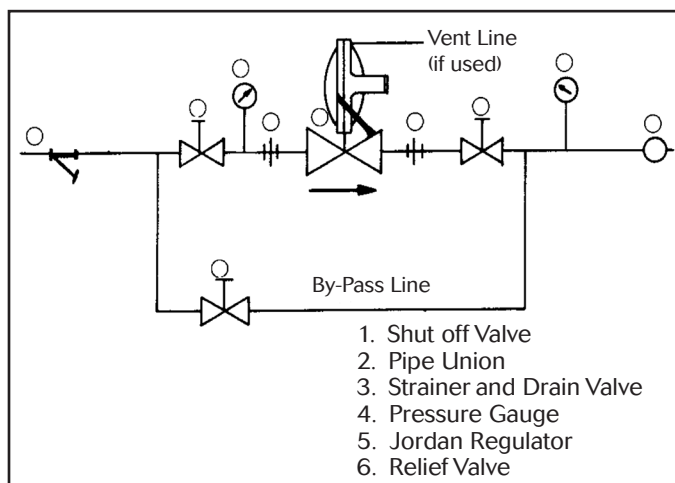 Vent Line
(if used)
By-Pass Line
1. Shut off Valve
2. Pipe Union
3. Strainer and Drain Valve
4. Pressure Gauge
5. Jordan Regulator
6. Relief Valve